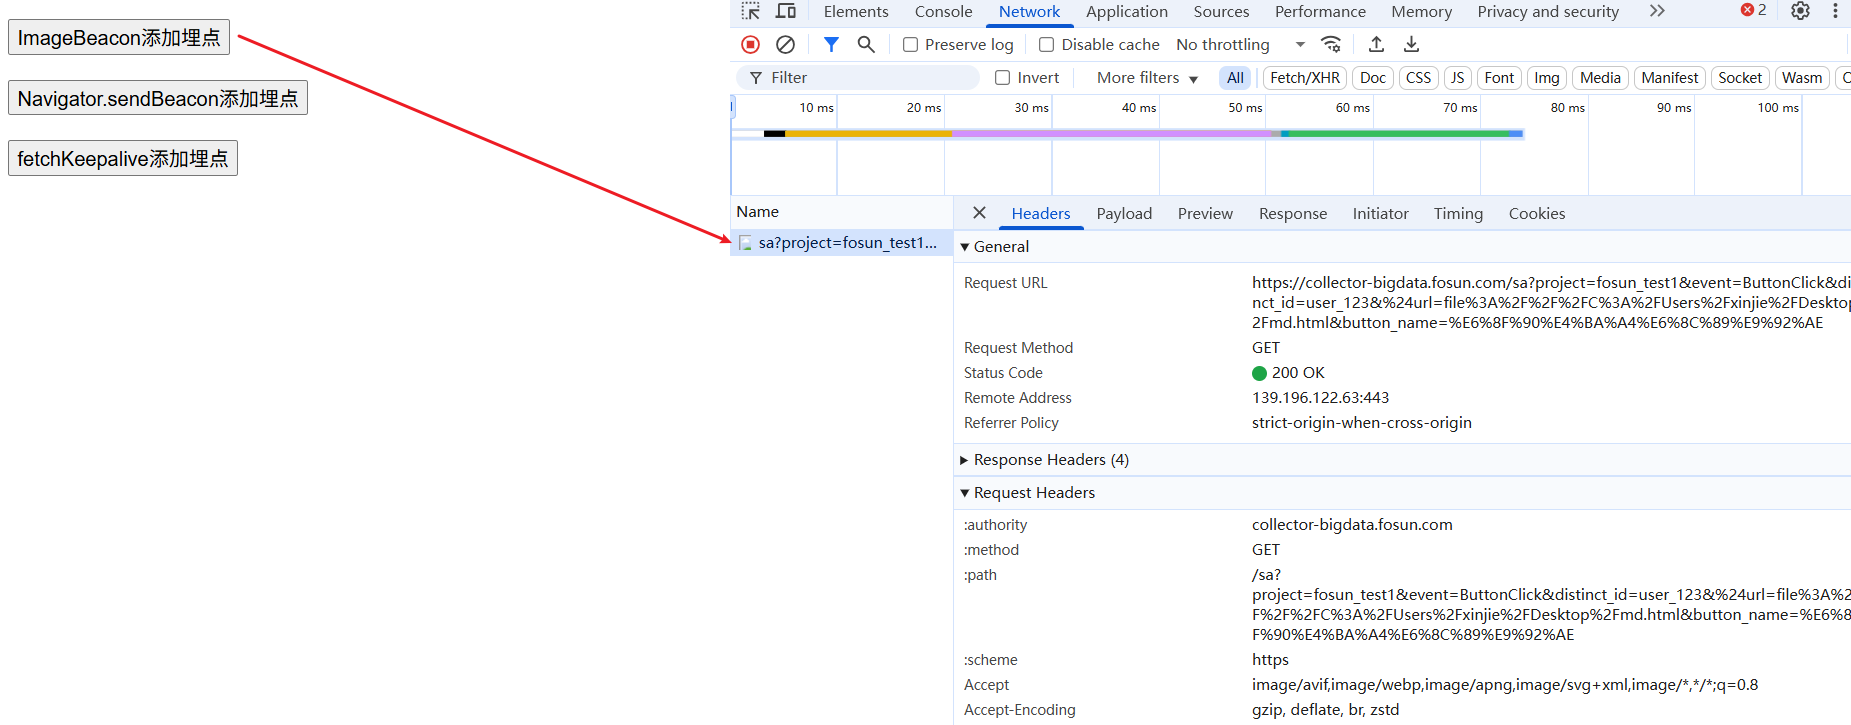 ImageBeacon添加埋点
Navigator.sendBeacon添加埋点
fetchKeepalive添加埋点
Elements Console Network Application Sources Performance Memory Privacy and security 2
Preserve log Disable cache No throttling
Filter Invert More filters All Fetch/XHR Doc CSS JS Font Img Media Manifest Socket Wasm
10 ms 20 ms 30 ms 40 ms 50 ms 60 ms 70 ms 80 ms 90 ms 100 ms
Name
sa?project=fosun_test1...
Headers Payload Preview Response Initiator Timing Cookies
General
Request URL https://collector-bigdata.fosun.com/sa?project=fosun_test1&event=ButtonClick&di
nct_id=user_123&%24url=file%3A%2F%2F%2FC%3A%2FUsers%2Fxinjie%2FDesktop
2Fmd.html&button_name=%E6%8F%90%E4%BA%A4%E6%8C%89%E9%92%AE
Request Method GET
Status Code 200 OK
Remote Address 139.196.122.63:443
Referrer Policy strict-origin-when-cross-origin
Response Headers (4)
Request Headers
:authority collector-bigdata.fosun.com
:method GET
:path /sa?
project=fosun_test1&event=ButtonClick&distinct_id=user_123&%24url=file%3A%2
F%2F%2FC%3A%2FUsers%2Fxinjie%2FDesktop%2Fmd.html&button_name=%E6%8
F%90%E4%BA%A4%E6%8C%89%E9%92%AE
:scheme https
Accept image/avif,image/webp,image/apng,image/svg+xml,image/*,*/*;q=0.8
Accept-Encoding gzip, deflate, br, zstd